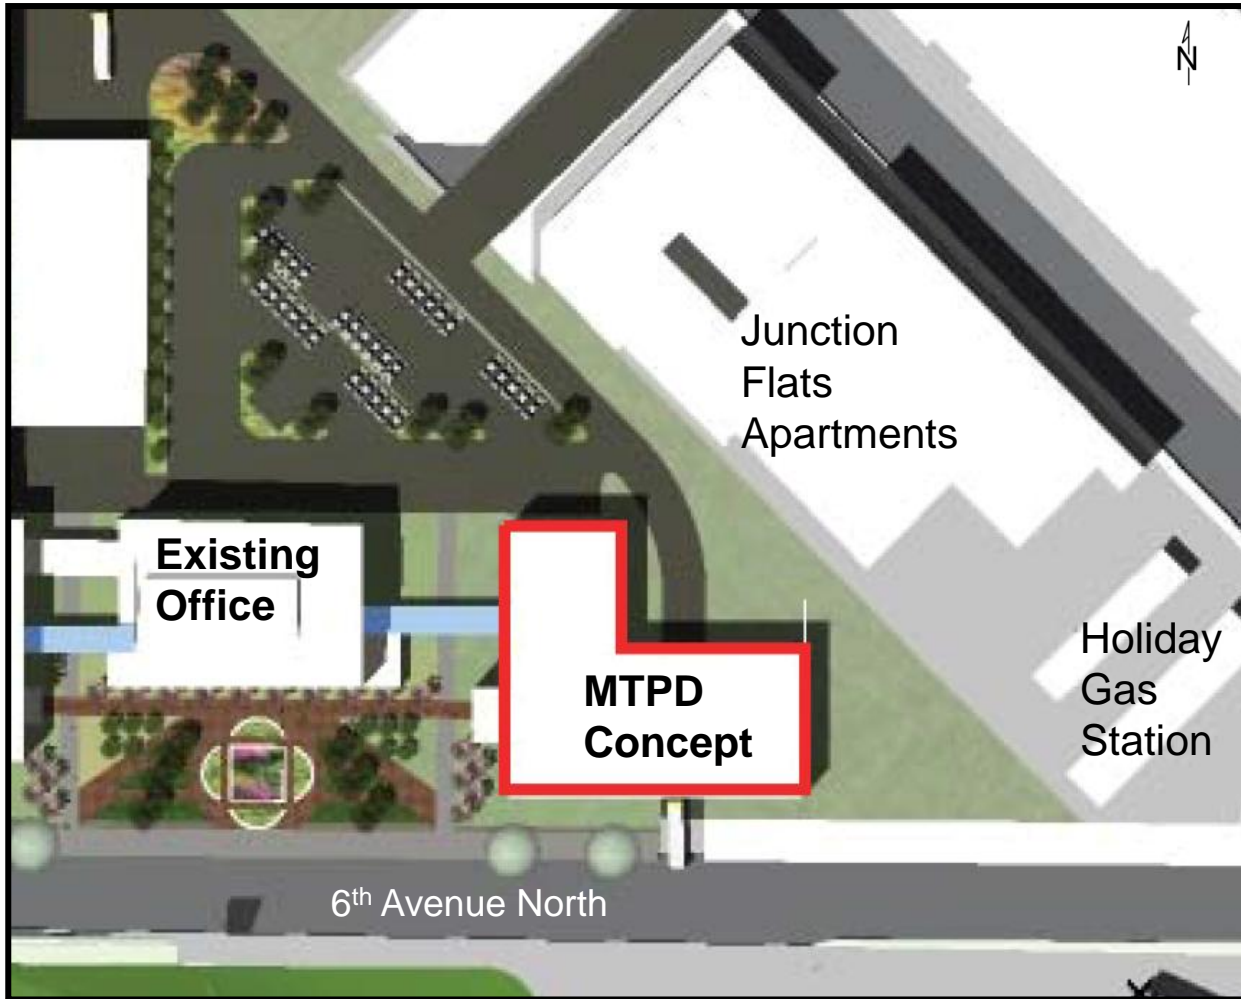 N
Junction
Flats
Apartments
Existing
Office
Holiday
Gas
Station
MTPD
Concept
6th Avenue North